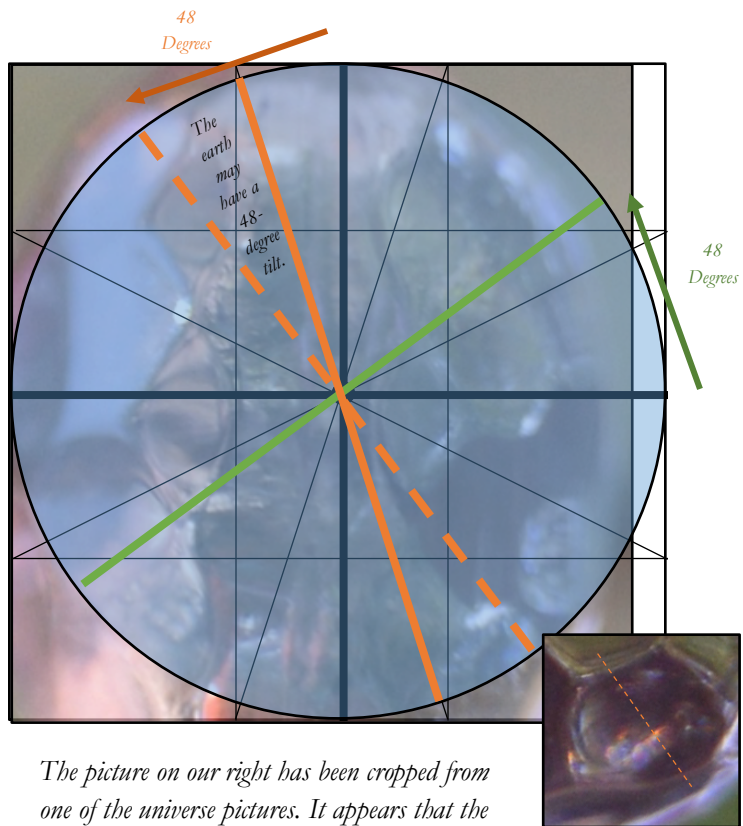 48
Degrees
The
earth
may
have a
48-
degree
tilt.
48
Degrees
The picture on our right has been cropped from
one of the universe pictures. It appears that the